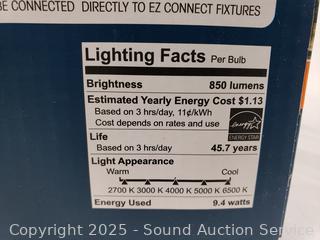 BE CONNECTED DIRECTLY TO EZ CONNECT FIXTURES
Lighting Facts Per Bulb
Brightness 850 lumens
Estimated Yearly Energy Cost $1.13
Based on 3 hrs/day, 11¢/kWh
Cost depends on rates and use
ENERGY STAR
Life
Based on 3 hrs/day 45.7 years
Light Appearance
Warm Cool
2700 K 3000 K 4000 K 5000 K 6500 K
Energy Used 9.4 watts
Copyright 2025 - Sound Auction Service